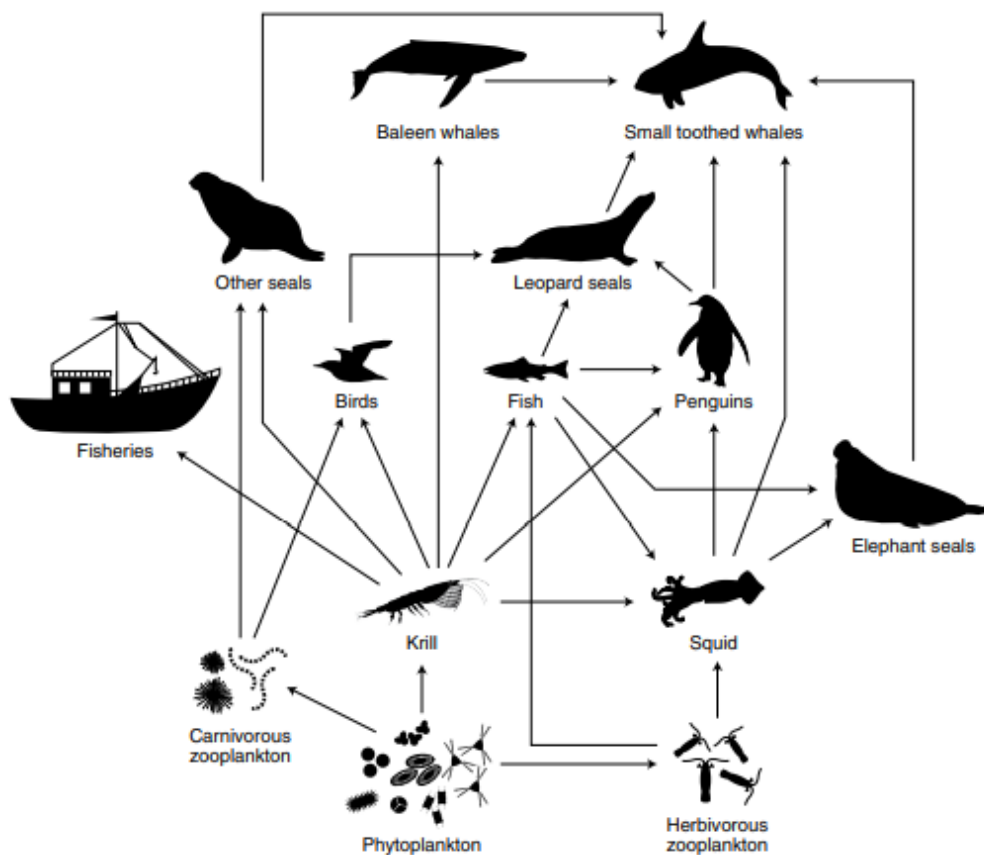 Baleen whales
Small toothed whales
Other seals
Leopard seals
Birds
Fish
Penguins
Fisheries
Elephant seals
Krill
Squid
Carnivorous
zooplankton
Phytoplankton
Herbivorous
zooplankton